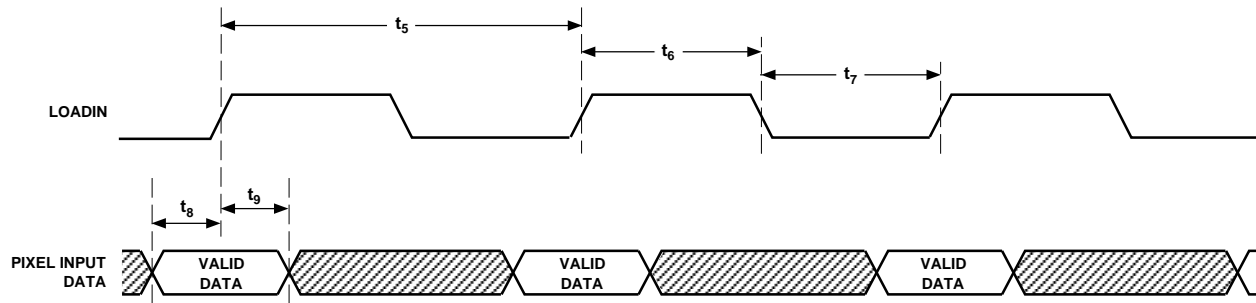 t5
t6
t7
LOADIN
t8
t9
PIXEL INPUT
DATA
VALID
DATA
VALID
DATA
VALID
DATA